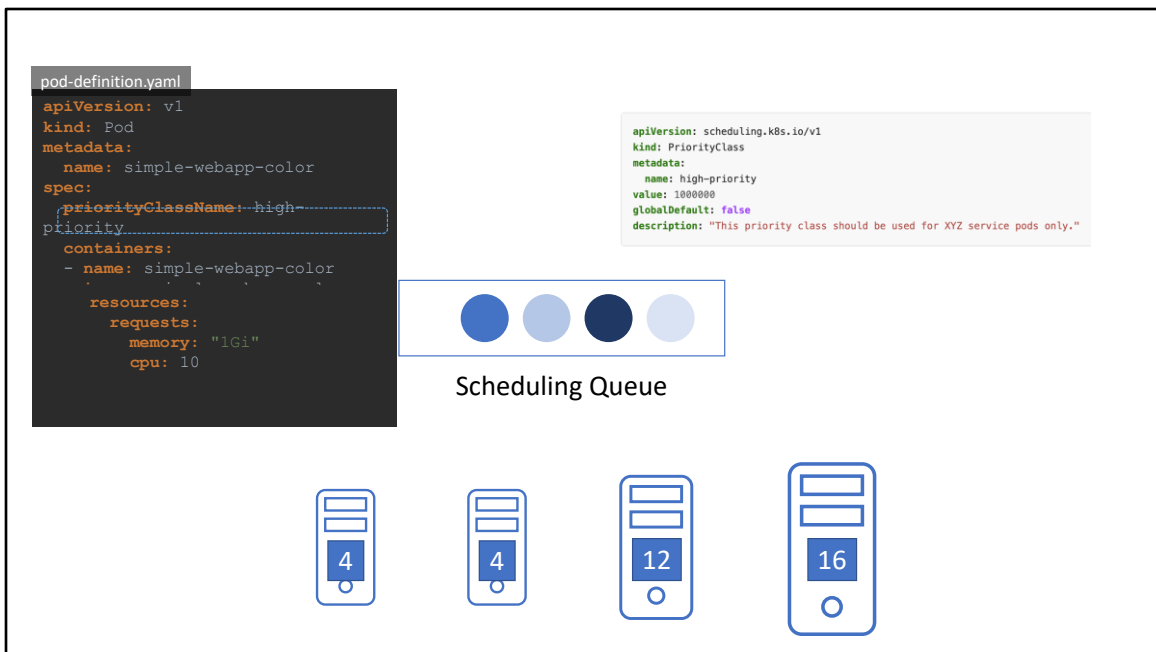 pod-definition.yaml
apiVersion: v1
kind: Pod
metadata:
  name: simple-webapp-color
spec:
  priorityClassName: high-
priority
  containers:
  - name: simple-webapp-color
    resources:
      requests:
        memory: "1Gi"
        cpu: 10
apiVersion: scheduling.k8s.io/v1
kind: PriorityClass
metadata:
  name: high-priority
value: 1000000
globalDefault: false
description: "This priority class should be used for XYZ service pods only."
Scheduling Queue
4
4
12
16